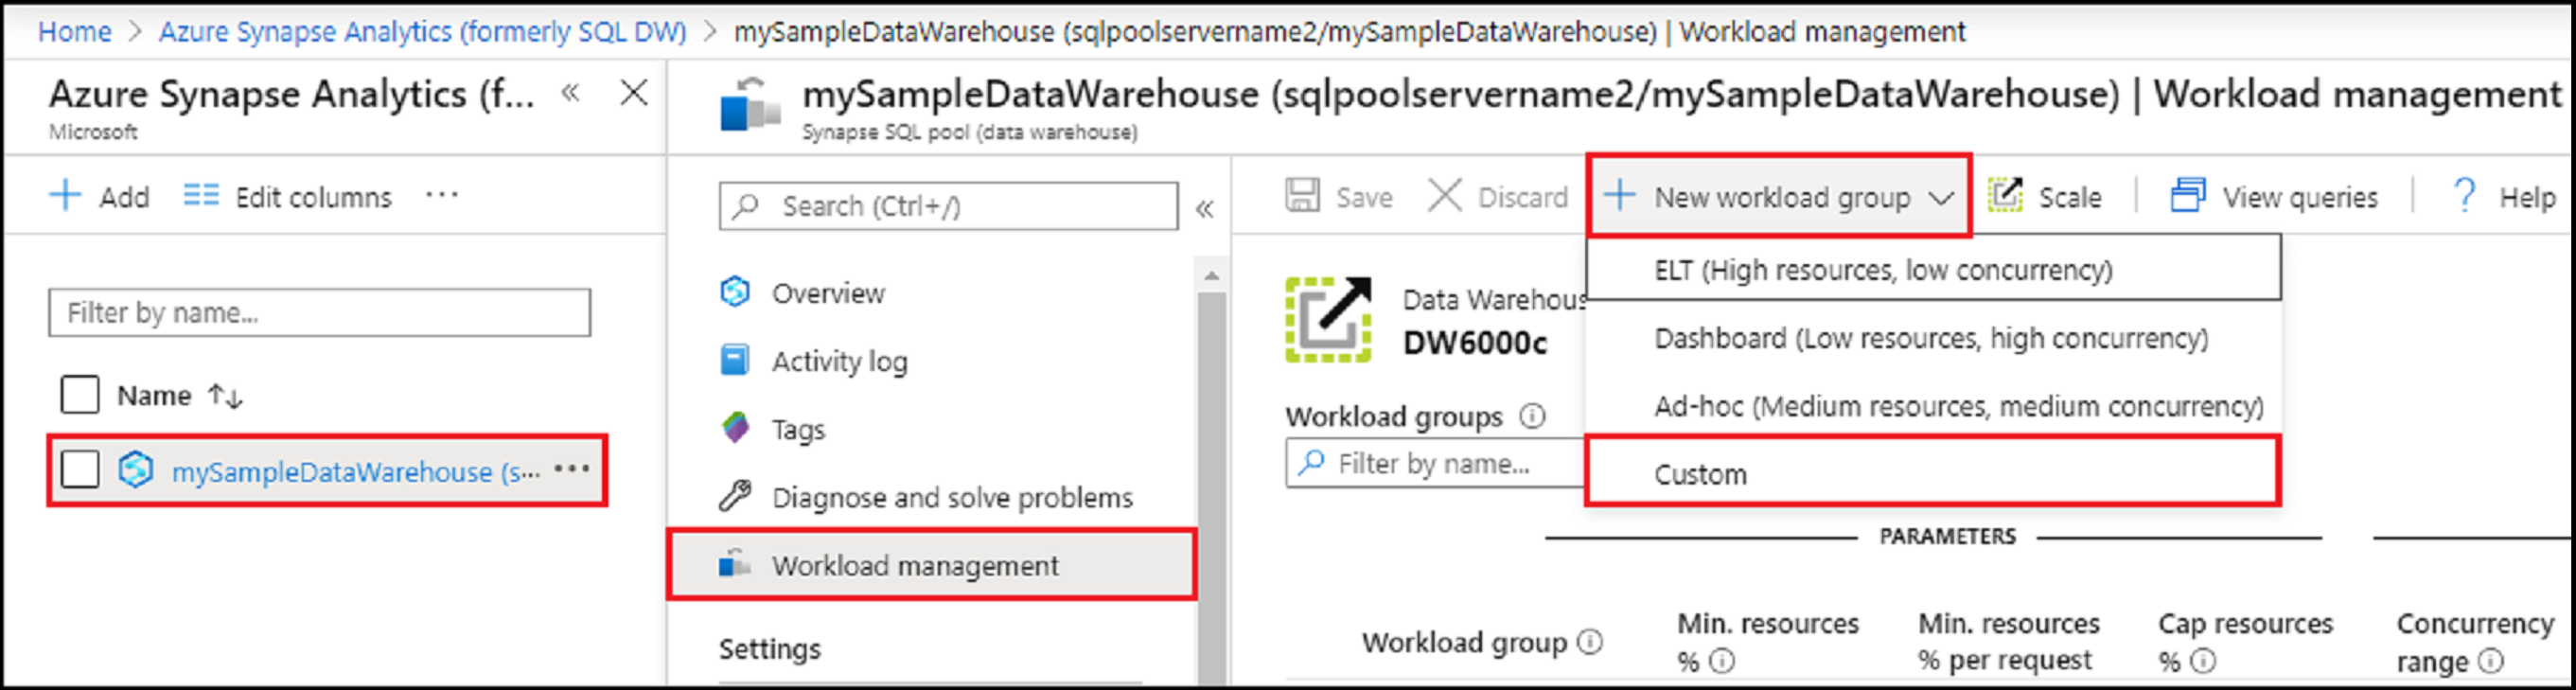 Home > Azure Synapse Analytics (formerly SQL DW) > mySampleDataWarehouse (sqlpoolservername2/mySampleDataWarehouse) | Workload management
Azure Synapse Analytics (f... «
Microsoft
mySampleDataWarehouse (sqlpoolservername2/mySampleDataWarehouse) | Workload management
Synapse SQL pool (data warehouse)
Add Edit columns ...
Filter by name...
Name
mySampleDataWarehouse (s... ...
Search (Ctrl+/) «
Overview
Activity log
Tags
Diagnose and solve problems
Workload management
Settings
Save Discard New workload group Scale View queries Help
ELT (High resources, low concurrency)
Dashboard (Low resources, high concurrency)
Ad-hoc (Medium resources, medium concurrency)
Custom
Data Warehous
DW6000c
Workload groups
Filter by name...
PARAMETERS
Workload group
Min. resources
%
Min. resources
% per request
Cap resources
%
Concurrency
range